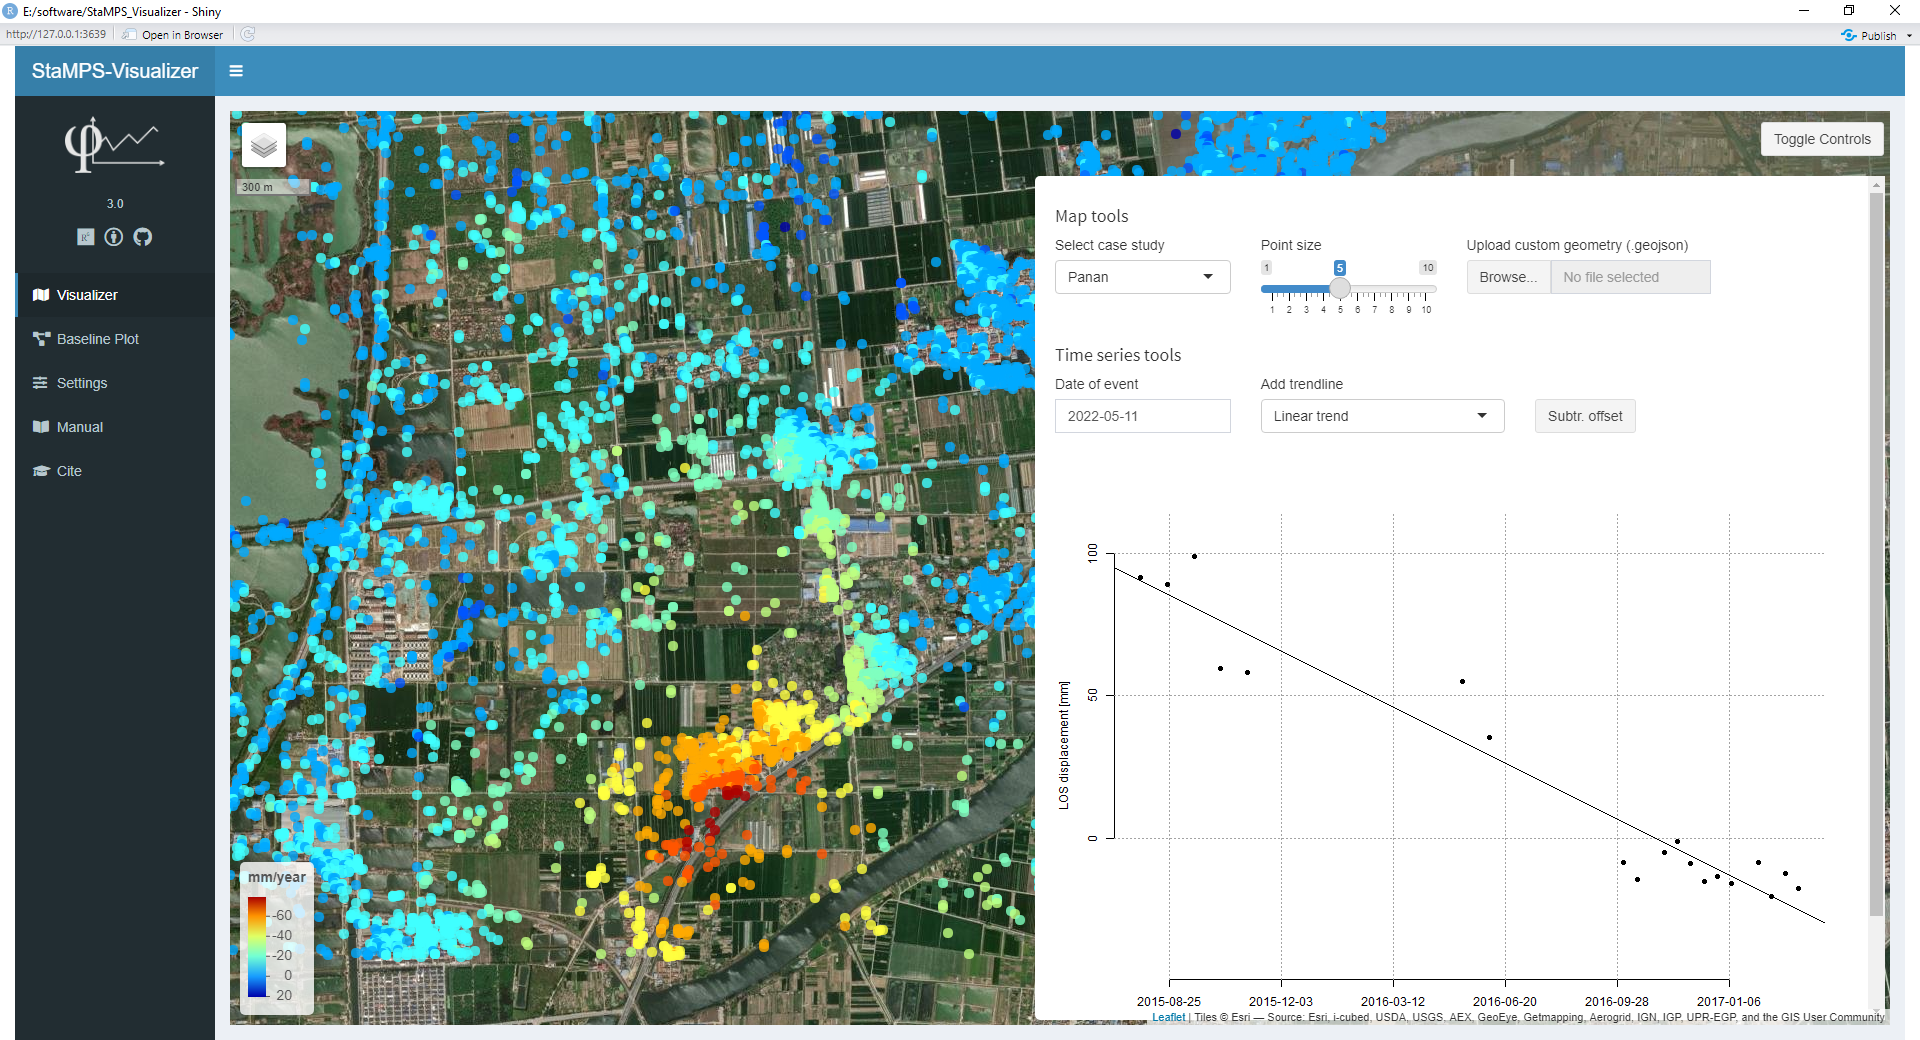 E:/software/StaMPS_Visualizer - Shiny
http://127.0.0.1:3639
Open in Browser
Publish
StaMPS-Visualizer
3.0
Visualizer
Baseline Plot
Settings
Manual
Cite
300 m
Toggle Controls
Map tools
Select case study
Point size
Upload custom geometry (.geojson)
Panan
1 5 10
Browse... No file selected
1 2 3 4 5 6 7 8 9 10
Time series tools
Date of event
Add trendline
2022-05-11
Linear trend
Subtr. offset
LOS displacement [mm]
100
50
0
2015-08-25 2015-12-03 2016-03-12 2016-06-20 2016-09-28 2017-01-06
mm/year
-60
-40
-20
0
20
Leaflet | Tiles © Esri — Source: Esri, i-cubed, USDA, USGS, AEX, GeoEye, Getmapping, Aerogrid, IGN, IGP, UPR-EGP, and the GIS User Community